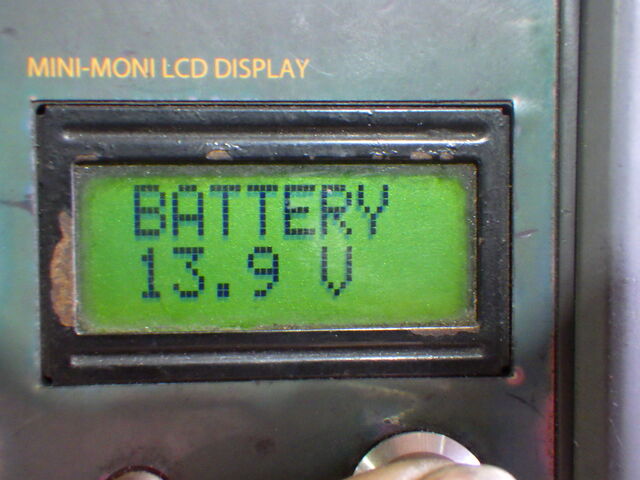 MINI-MONI LCD DISPLAY
BATTERY
13.9 V